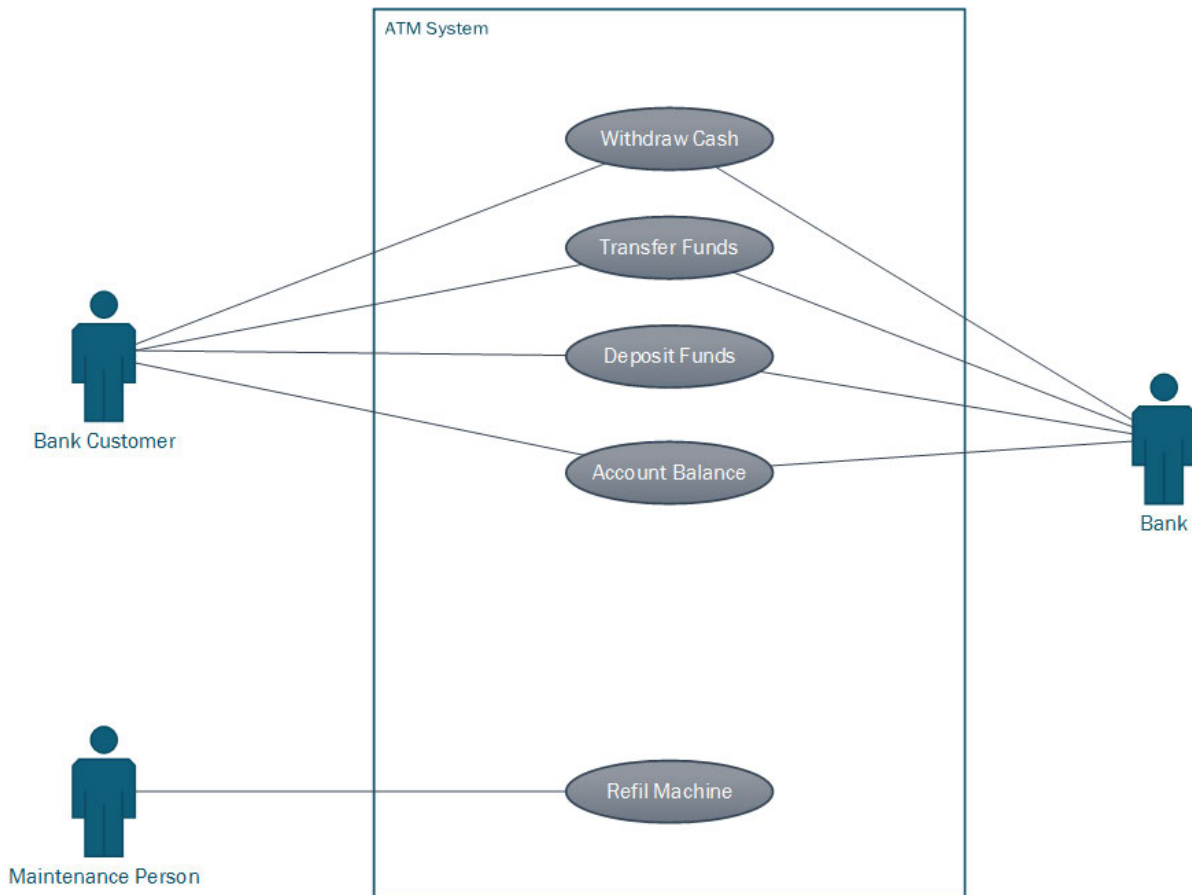 ATM System
Withdraw Cash
Transfer Funds
Deposit Funds
Bank Customer
Account Balance
Bank
Refil Machine
Maintenance Person